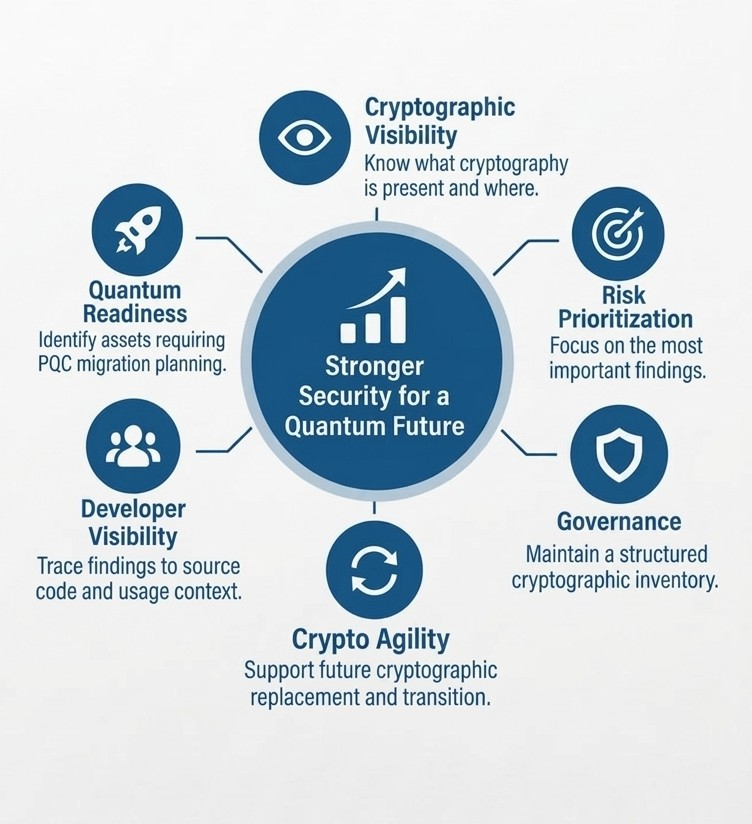 Cryptographic
Visibility
Know what cryptography
is present and where.
Quantum
Readiness
Identify assets requiring
PQC migration planning.
Risk
Prioritization
Focus on the most
important findings.
Stronger
Security for a
Quantum Future
Developer
Visibility
Trace findings to source
code and usage context.
Governance
Maintain a structured
cryptographic inventory.
Crypto Agility
Support future cryptographic
replacement and transition.